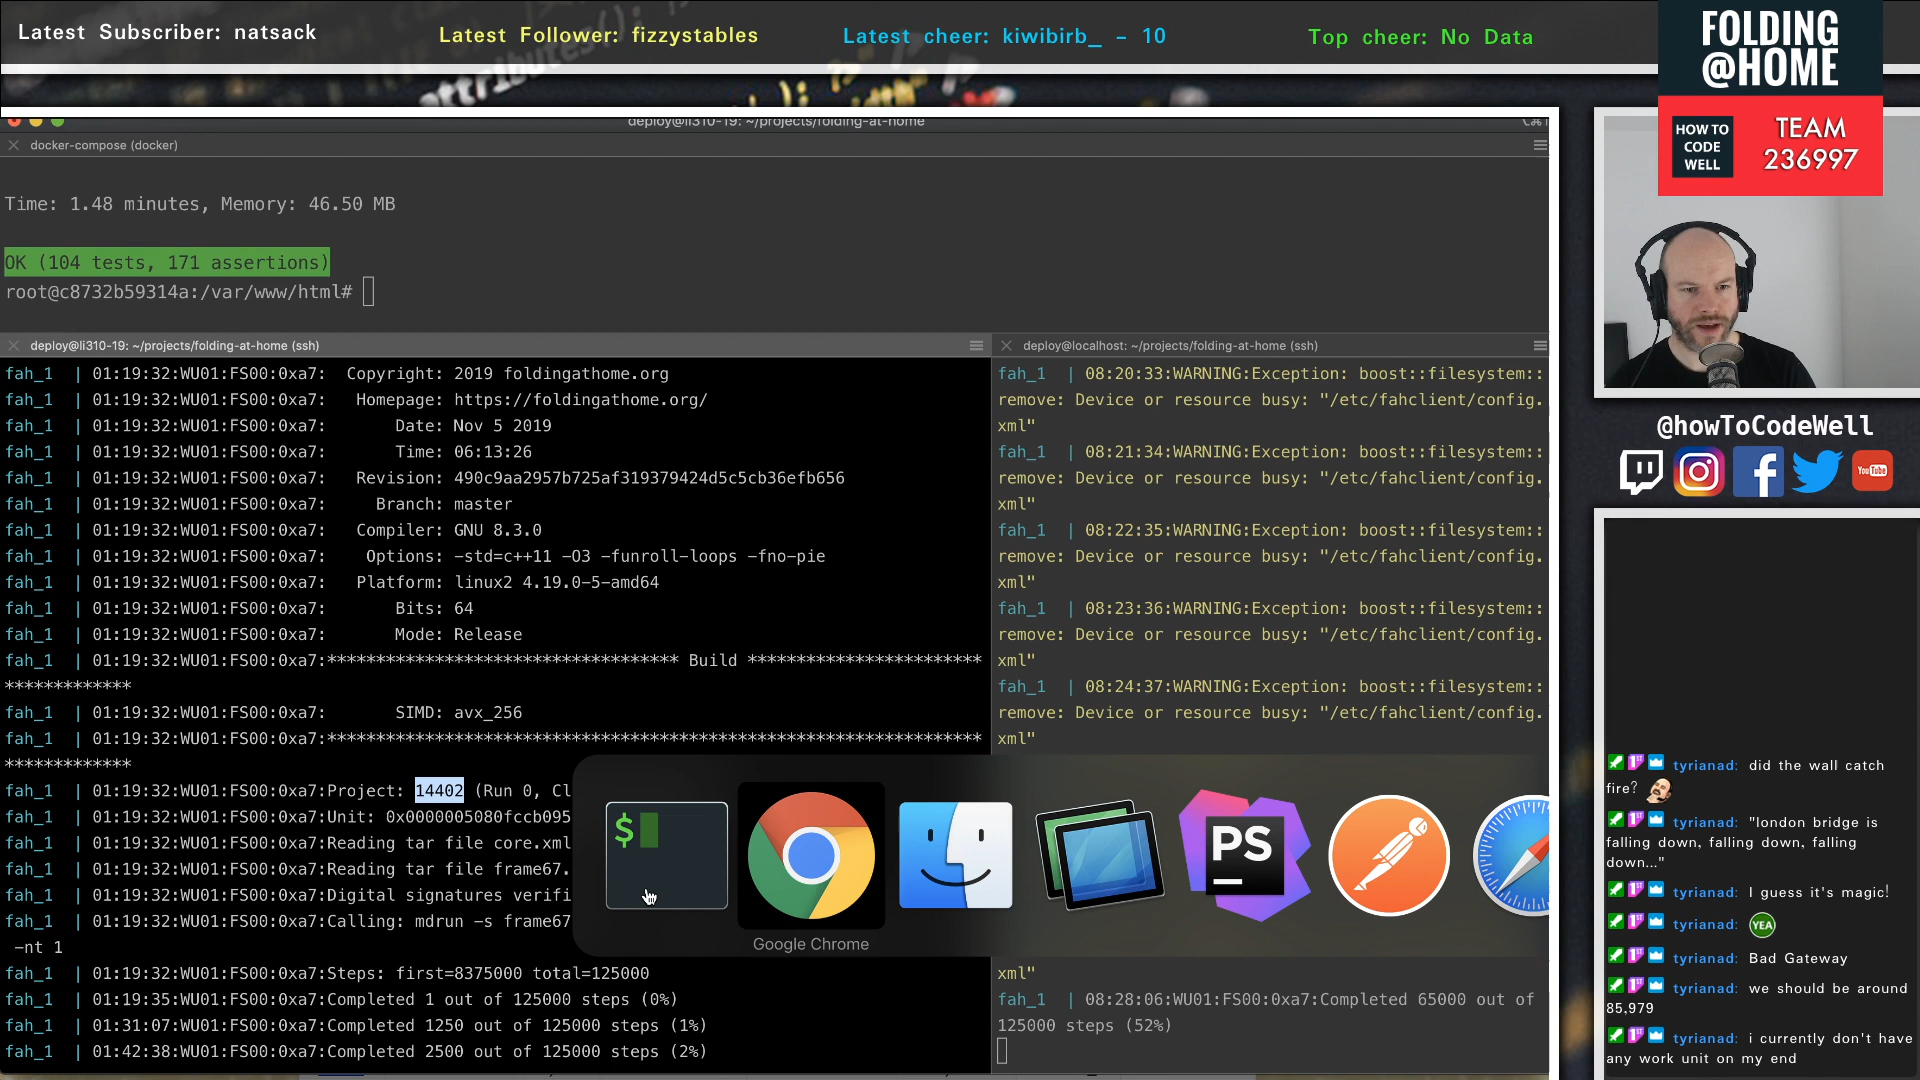 Latest Subscriber: natsack
Latest Follower: fizzystables
Latest cheer: kiwibirb_ - 10
Top cheer: No Data
FOLDING
@HOME
HOW TO
CODE
WELL
TEAM
236997
attributes();
deploy@li310-19: ~/projects/folding-at-home
docker-compose (docker)
Time: 1.48 minutes, Memory: 46.50 MB
OK (104 tests, 171 assertions)
root@c8732b59314a:/var/www/html#
deploy@li310-19: ~/projects/folding-at-home (ssh)
fah_1 | 01:19:32:WU01:FS00:0xa7: Copyright: 2019 foldingathome.org
fah_1 | 01:19:32:WU01:FS00:0xa7: Homepage: https://foldingathome.org/
fah_1 | 01:19:32:WU01:FS00:0xa7: Date: Nov 5 2019
fah_1 | 01:19:32:WU01:FS00:0xa7: Time: 06:13:26
fah_1 | 01:19:32:WU01:FS00:0xa7: Revision: 490c9aa2957b725af319379424d5c5cb36efb656
fah_1 | 01:19:32:WU01:FS00:0xa7: Branch: master
fah_1 | 01:19:32:WU01:FS00:0xa7: Compiler: GNU 8.3.0
fah_1 | 01:19:32:WU01:FS00:0xa7: Options: -std=c++11 -O3 -funroll-loops -fno-pie
fah_1 | 01:19:32:WU01:FS00:0xa7: Platform: linux2 4.19.0-5-amd64
fah_1 | 01:19:32:WU01:FS00:0xa7: Bits: 64
fah_1 | 01:19:32:WU01:FS00:0xa7: Mode: Release
fah_1 | 01:19:32:WU01:FS00:0xa7:************************************ Build ************************
*************
fah_1 | 01:19:32:WU01:FS00:0xa7: SIMD: avx_256
fah_1 | 01:19:32:WU01:FS00:0xa7:*******************************************************************
*************
fah_1 | 01:19:32:WU01:FS00:0xa7:Project: 14402 (Run 0, Cl
fah_1 | 01:19:32:WU01:FS00:0xa7:Unit: 0x0000005080fccb095
fah_1 | 01:19:32:WU01:FS00:0xa7:Reading tar file core.xml
fah_1 | 01:19:32:WU01:FS00:0xa7:Reading tar file frame67.
fah_1 | 01:19:32:WU01:FS00:0xa7:Digital signatures verifi
fah_1 | 01:19:32:WU01:FS00:0xa7:Calling: mdrun -s frame67
-nt 1
fah_1 | 01:19:32:WU01:FS00:0xa7:Steps: first=8375000 total=125000
fah_1 | 01:19:35:WU01:FS00:0xa7:Completed 1 out of 125000 steps (0%)
fah_1 | 01:31:07:WU01:FS00:0xa7:Completed 1250 out of 125000 steps (1%)
fah_1 | 01:42:38:WU01:FS00:0xa7:Completed 2500 out of 125000 steps (2%)
deploy@localhost: ~/projects/folding-at-home (ssh)
fah_1 | 08:20:33:WARNING:Exception: boost::filesystem::
remove: Device or resource busy: "/etc/fahclient/config.
xml"
fah_1 | 08:21:34:WARNING:Exception: boost::filesystem::
remove: Device or resource busy: "/etc/fahclient/config.
xml"
fah_1 | 08:22:35:WARNING:Exception: boost::filesystem::
remove: Device or resource busy: "/etc/fahclient/config.
xml"
fah_1 | 08:23:36:WARNING:Exception: boost::filesystem::
remove: Device or resource busy: "/etc/fahclient/config.
xml"
fah_1 | 08:24:37:WARNING:Exception: boost::filesystem::
remove: Device or resource busy: "/etc/fahclient/config.
xml"
xml"
fah_1 | 08:28:06:WU01:FS00:0xa7:Completed 65000 out of
125000 steps (52%)
$
PS
Google Chrome
@howToCodeWell
You Tube
tyrianad: did the wall catch
fire?
tyrianad: "london bridge is
falling down, falling down, falling
down..."
tyrianad: I guess it's magic!
tyrianad: YEA
tyrianad: Bad Gateway
tyrianad: we should be around
85,979
tyrianad: i currently don't have
any work unit on my end